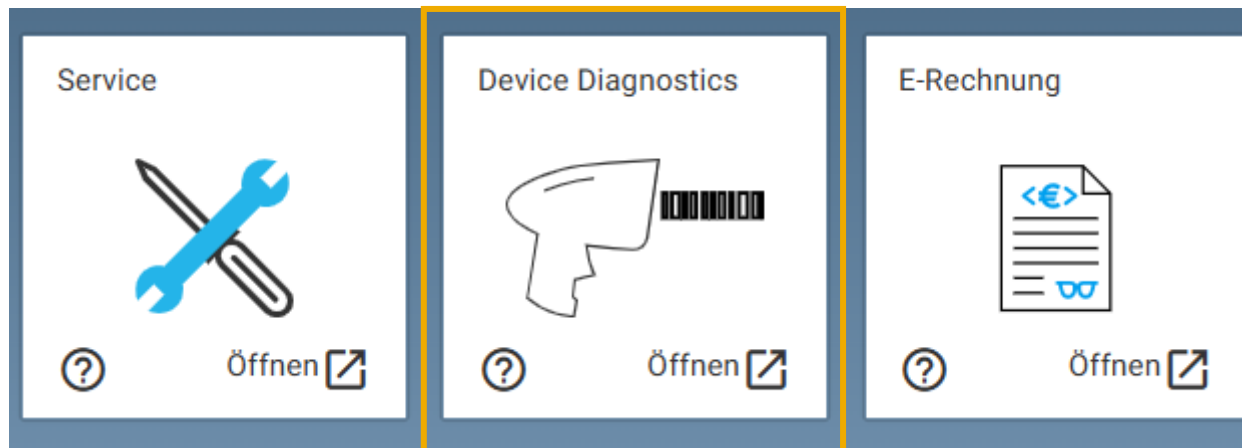 Service
Device Diagnostics
E-Rechnung
<€>
Öffnen
Öffnen
Öffnen